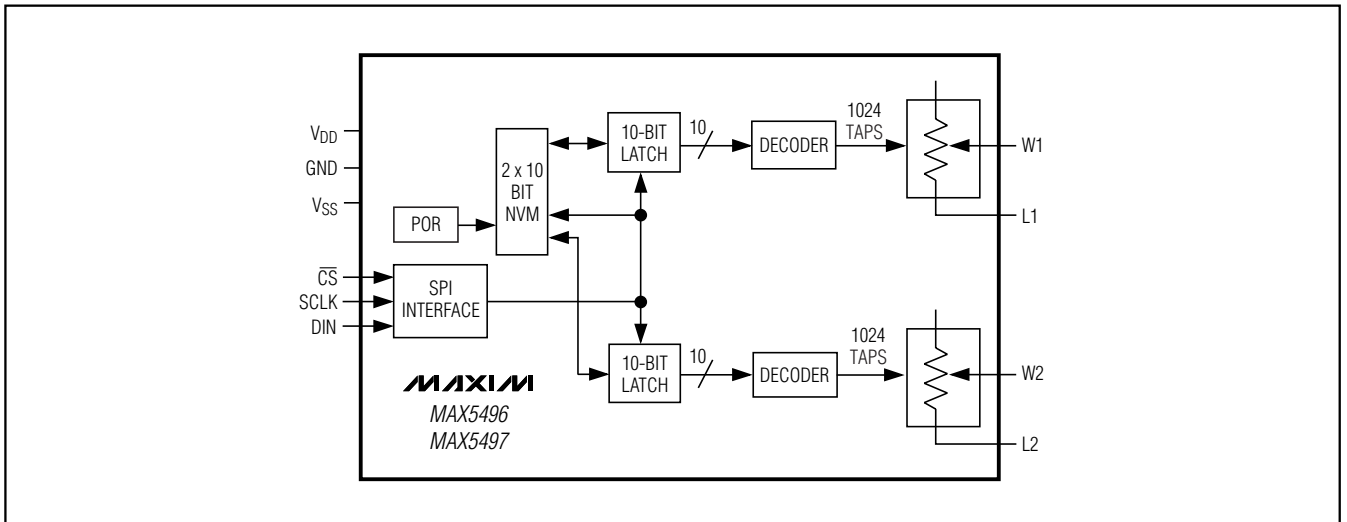 V_DD
GND
V_SS
POR
2 x 10
BIT
NVM
10-BIT
LATCH
10
DECODER
1024
TAPS
W1
L1
C̅S̅
SCLK
DIN
SPI
INTERFACE
10-BIT
LATCH
10
DECODER
1024
TAPS
W2
L2
MAXIM
MAX5496
MAX5497